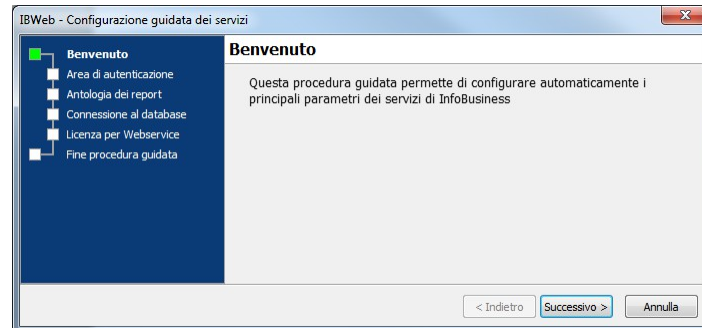 IBWeb - Configurazione guidata dei servizi
Benvenuto
Area di autenticazione
Antologia dei report
Connessione al database
Licenza per Webservice
Fine procedura guidata
Benvenuto
Questa procedura guidata permette di configurare automaticamente i
principali parametri dei servizi di InfoBusiness
< Indietro
Successivo >
Annulla